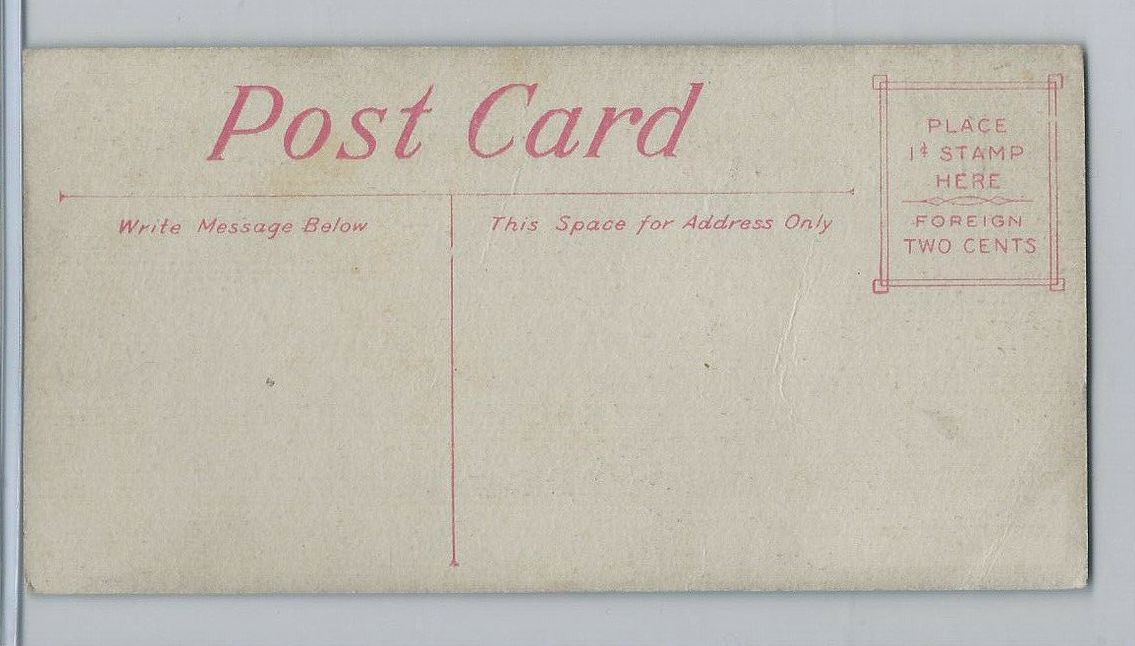 Post Card
Write Message Below
This Space for Address Only
PLACE
1¢ STAMP
HERE
FOREIGN
TWO CENTS